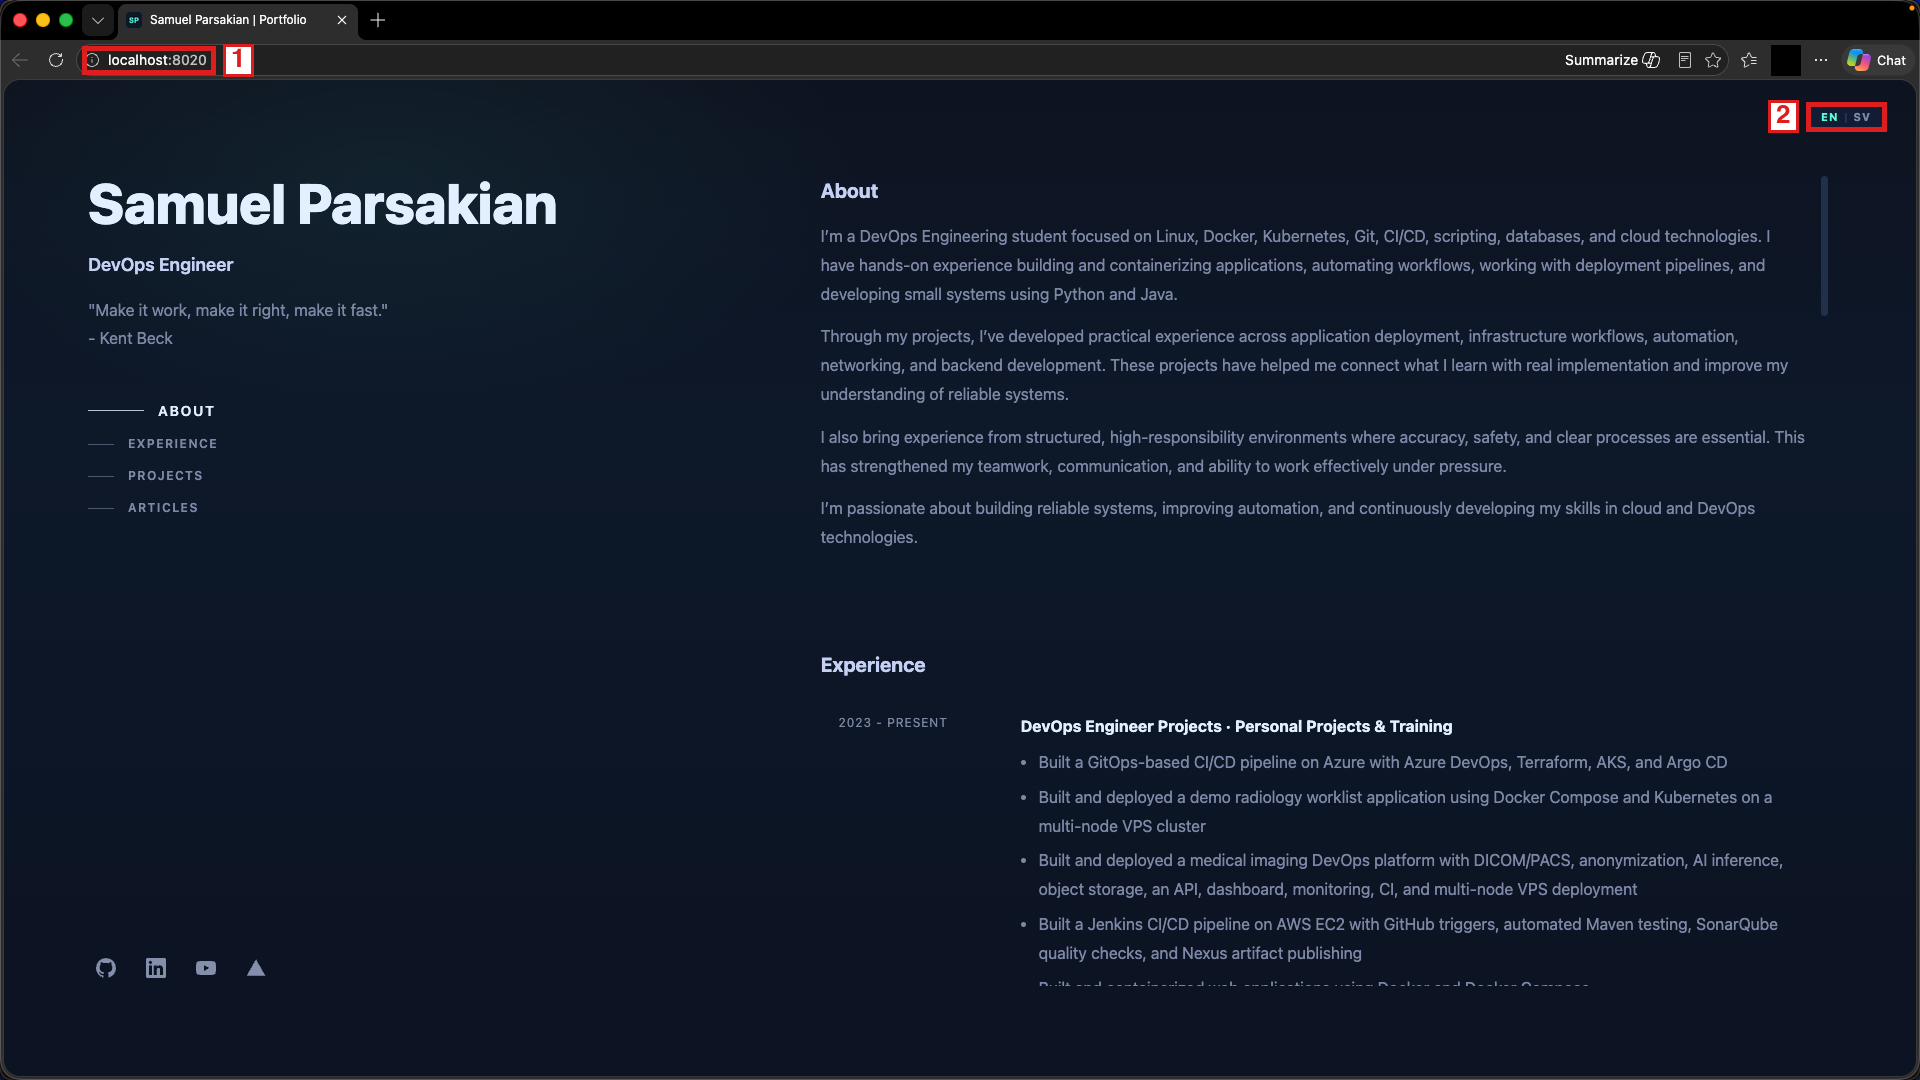 SP Samuel Parsakian | Portfolio
localhost:8020
1
Summarize
Chat
2
EN | SV
Samuel Parsakian
DevOps Engineer
"Make it work, make it right, make it fast."
- Kent Beck
ABOUT
EXPERIENCE
PROJECTS
ARTICLES
About
I'm a DevOps Engineering student focused on Linux, Docker, Kubernetes, Git, CI/CD, scripting, databases, and cloud technologies. I
have hands-on experience building and containerizing applications, automating workflows, working with deployment pipelines, and
developing small systems using Python and Java.
Through my projects, I've developed practical experience across application deployment, infrastructure workflows, automation,
networking, and backend development. These projects have helped me connect what I learn with real implementation and improve my
understanding of reliable systems.
I also bring experience from structured, high-responsibility environments where accuracy, safety, and clear processes are essential. This
has strengthened my teamwork, communication, and ability to work effectively under pressure.
I'm passionate about building reliable systems, improving automation, and continuously developing my skills in cloud and DevOps
technologies.
Experience
2023 - PRESENT
DevOps Engineer Projects · Personal Projects & Training
• Built a GitOps-based CI/CD pipeline on Azure with Azure DevOps, Terraform, AKS, and Argo CD
• Built and deployed a demo radiology worklist application using Docker Compose and Kubernetes on a
multi-node VPS cluster
• Built and deployed a medical imaging DevOps platform with DICOM/PACS, anonymization, AI inference,
object storage, an API, dashboard, monitoring, CI, and multi-node VPS deployment
• Built a Jenkins CI/CD pipeline on AWS EC2 with GitHub triggers, automated Maven testing, SonarQube
quality checks, and Nexus artifact publishing
Built and containerized web applications using Docker and Docker Compose
in